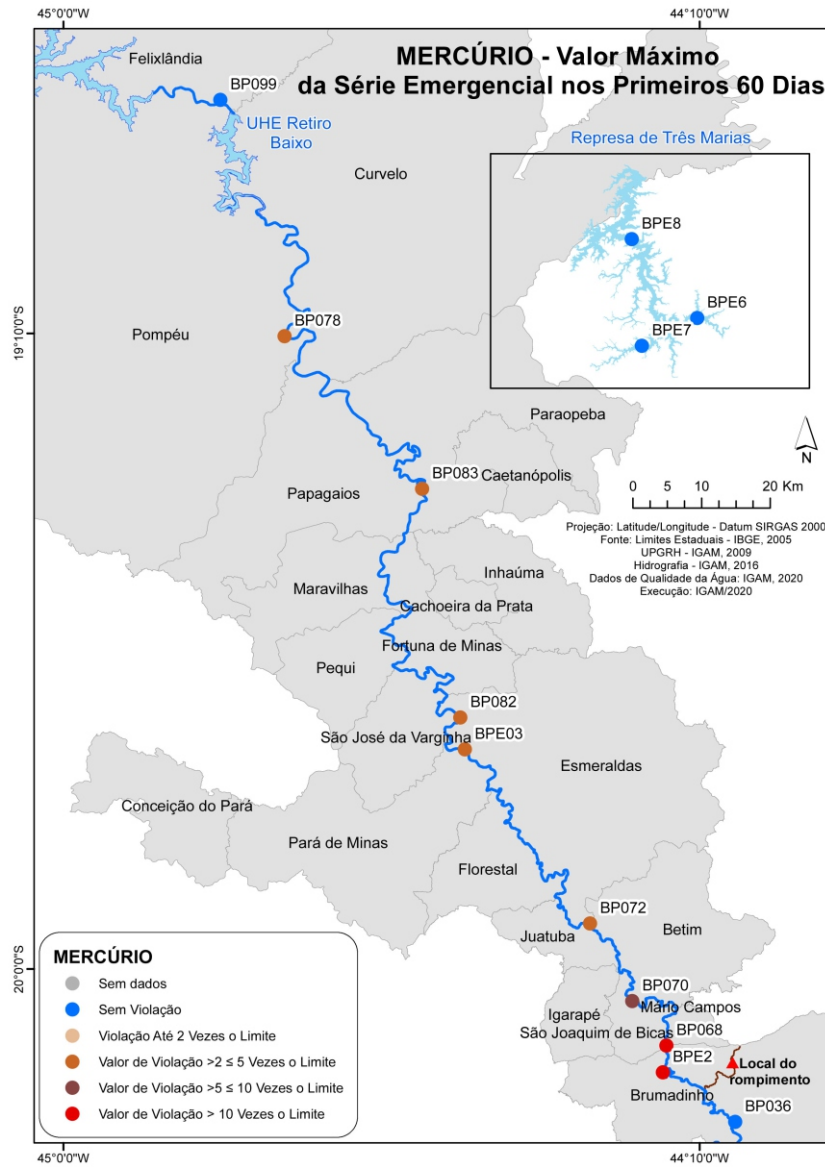 45°0'0"W
44°10'0"W
MERCÚRIO - Valor Máximo
da Série Emergencial nos Primeiros 60 Dias
Felixlândia
BP099
UHE Retiro
Baixo
Represa de Três Marias
Curvelo
BPE8
BPE6
BPE7
19°10'0"S
Pompéu
BP078
Paraopeba
N
BP083
Caetanópolis
0 5 10 20 Km
Papagaios
Projeção: Latitude/Longitude - Datum SIRGAS 2000
Fonte: Limites Estaduais - IBGE, 2005
UPGRH - IGAM, 2009
Hidrografia - IGAM, 2016
Dados de Qualidade da Água: IGAM, 2020
Execução: IGAM/2020
Inhaúma
Maravilhas
Cachoeira da Prata
Fortuna de Minas
Pequi
BP082
São José da Varginha
BPE03
Esmeraldas
Conceição do Pará
Pará de Minas
Florestal
BP072
Juatuba
Betim
20°0'0"S
BP070
Igarapé
Mário Campos
São Joaquim de Bicas
BP068
BPE2
Local do
rompimento
Brumadinho
BP036
MERCÚRIO
Sem dados
Sem Violação
Violação Até 2 Vezes o Limite
Valor de Violação >2 ≤ 5 Vezes o Limite
Valor de Violação >5 ≤ 10 Vezes o Limite
Valor de Violação > 10 Vezes o Limite
45°0'0"W
44°10'0"W